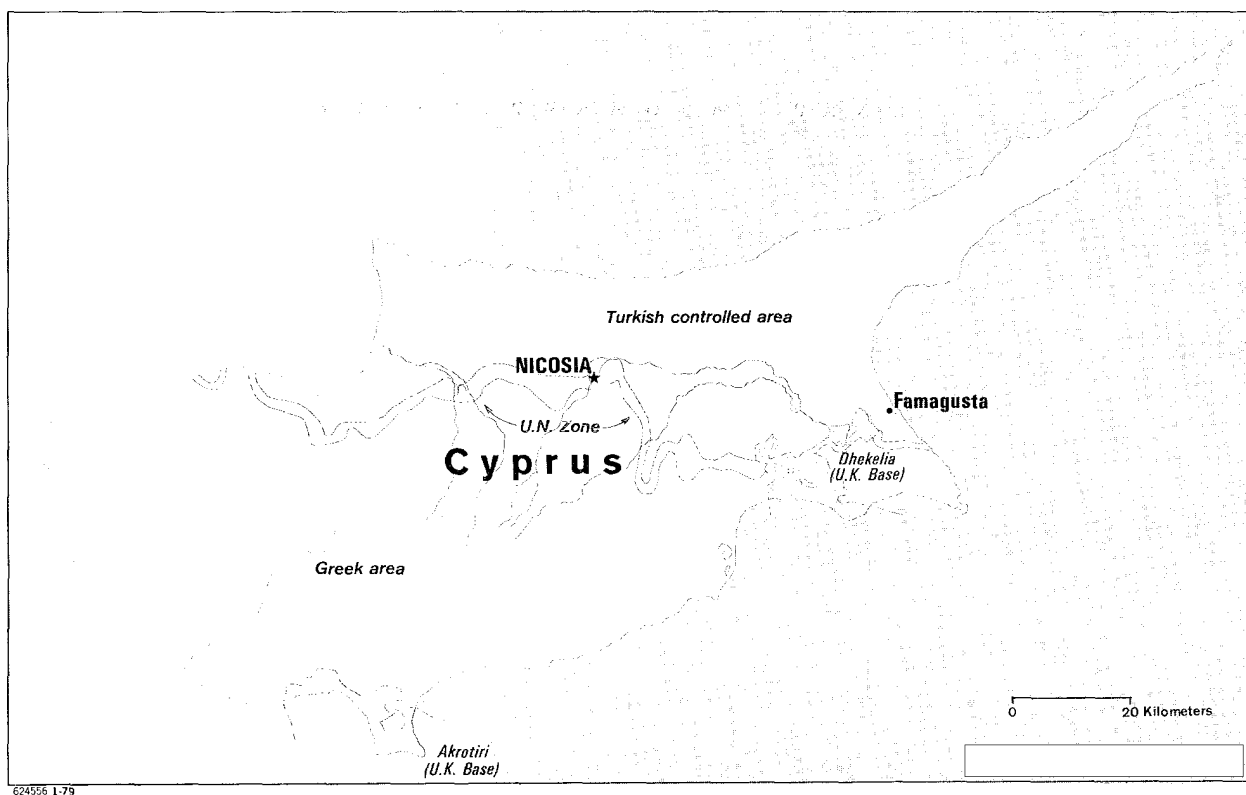 Turkish controlled area
NICOSIA
Famagusta
U.N. Zone
Cyprus
Dhekelia
(U.K. Base)
Greek area
0 20 Kilometers
Akrotiri
(U.K. Base)
624556 1-79